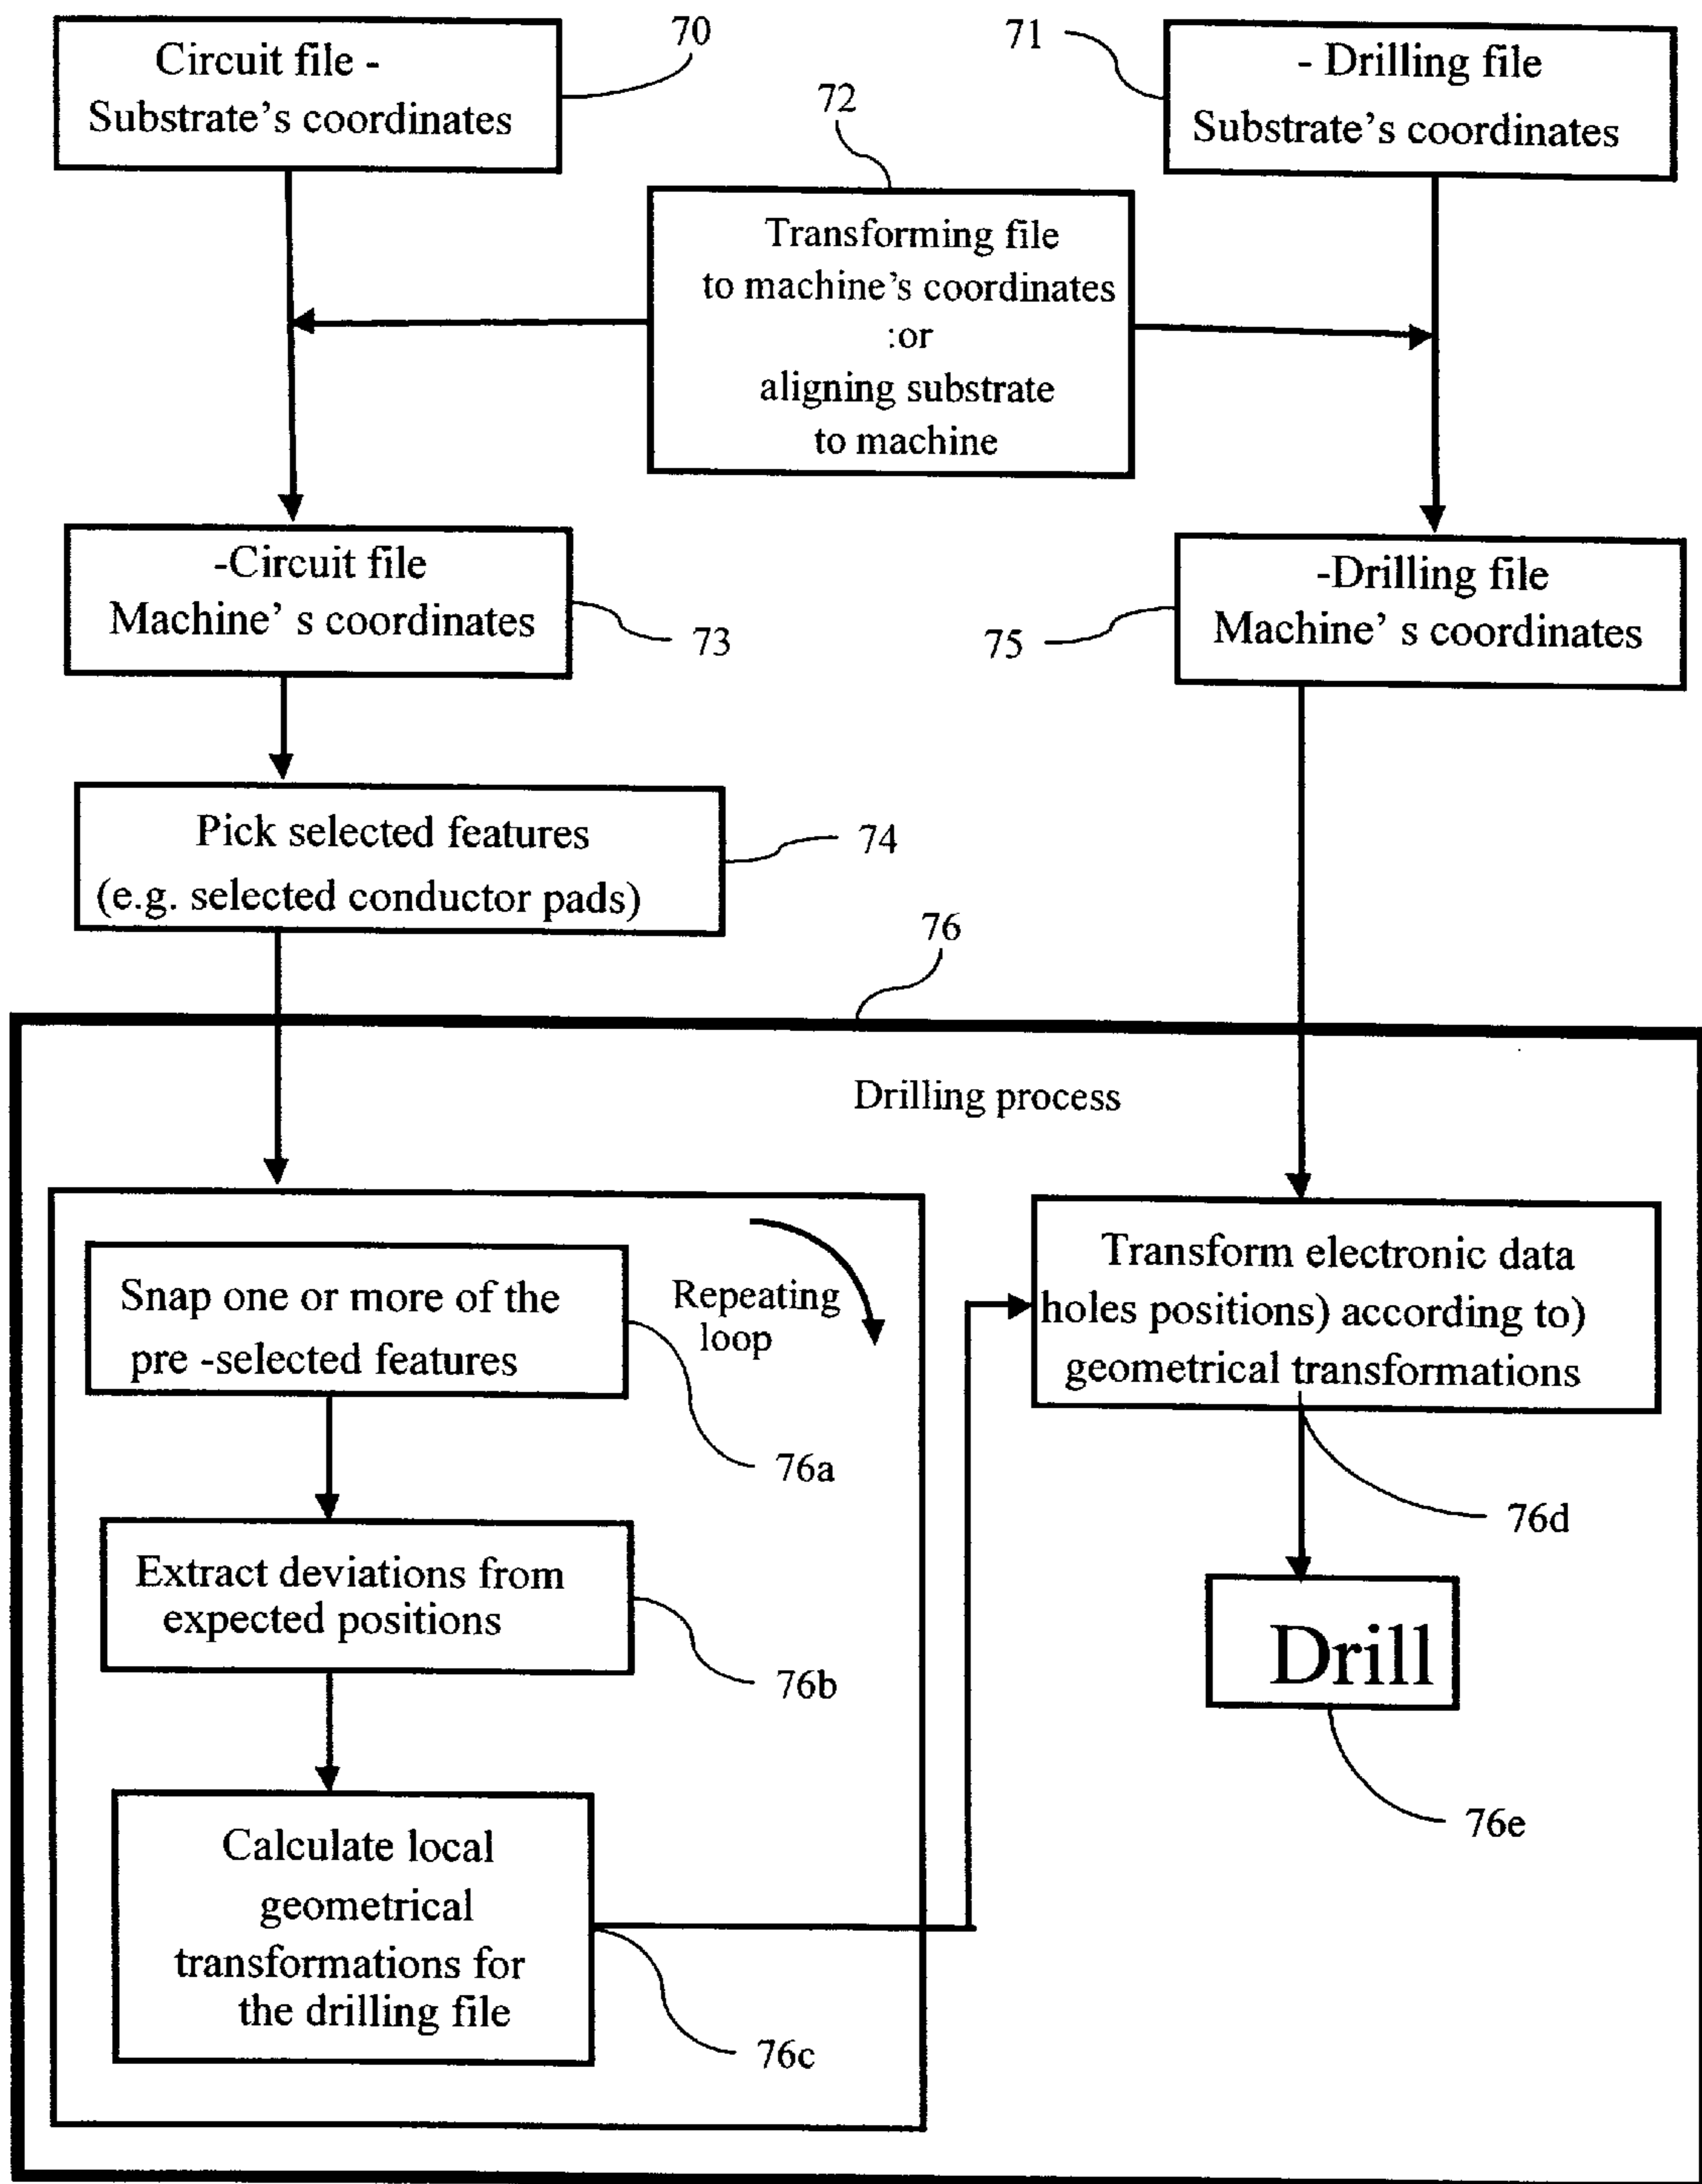 Circuit file -
Substrate's coordinates
70
71
- Drilling file
Substrate's coordinates
72
Transforming file
to machine's coordinates
:or
aligning substrate
to machine
-Circuit file
Machine' s coordinates
73
75
-Drilling file
Machine' s coordinates
Pick selected features
(e.g. selected conductor pads)
74
76
Drilling process
Snap one or more of the
pre -selected features
Repeating
loop
76a
Transform electronic data
holes positions) according to)
geometrical transformations
76d
Extract deviations from
expected positions
76b
Drill
76e
Calculate local
geometrical
transformations for
the drilling file
76c